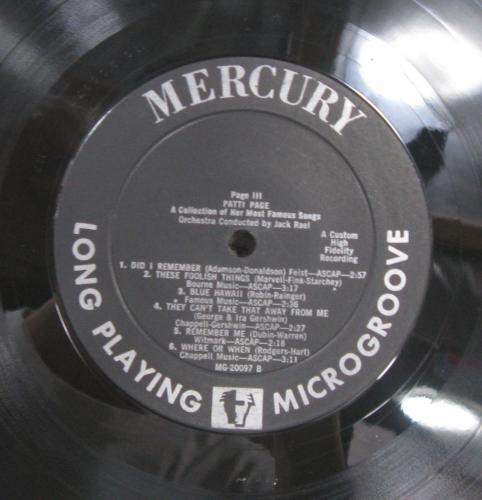 MERCURY
Page III
PATTI PAGE
A Collection of Her Most Famous Songs
Orchestra Conducted by Jack Rael
A Custom
High
Fidelity
Recording
1. DID I REMEMBER (Adamson-Donaldson) Feist—ASCAP—2:57
2. THESE FOOLISH THINGS (Marvell-Fink-Starchey)
Bourne Music—ASCAP—3:17
3. BLUE HAWAII (Robin-Rainger)
Famous Music—ASCAP—2:36
4. THEY CAN'T TAKE THAT AWAY FROM ME
(George & Ira Gershwin)
Chappell-Gershwin—ASCAP—2:27
5. REMEMBER ME (Dubin-Warren)
Witmark—ASCAP—2:18
6. WHERE OR WHEN (Rodgers-Hart)
Chappell Music—ASCAP—3:11
MG-20097 B
LONG PLAYING MICROGROOVE